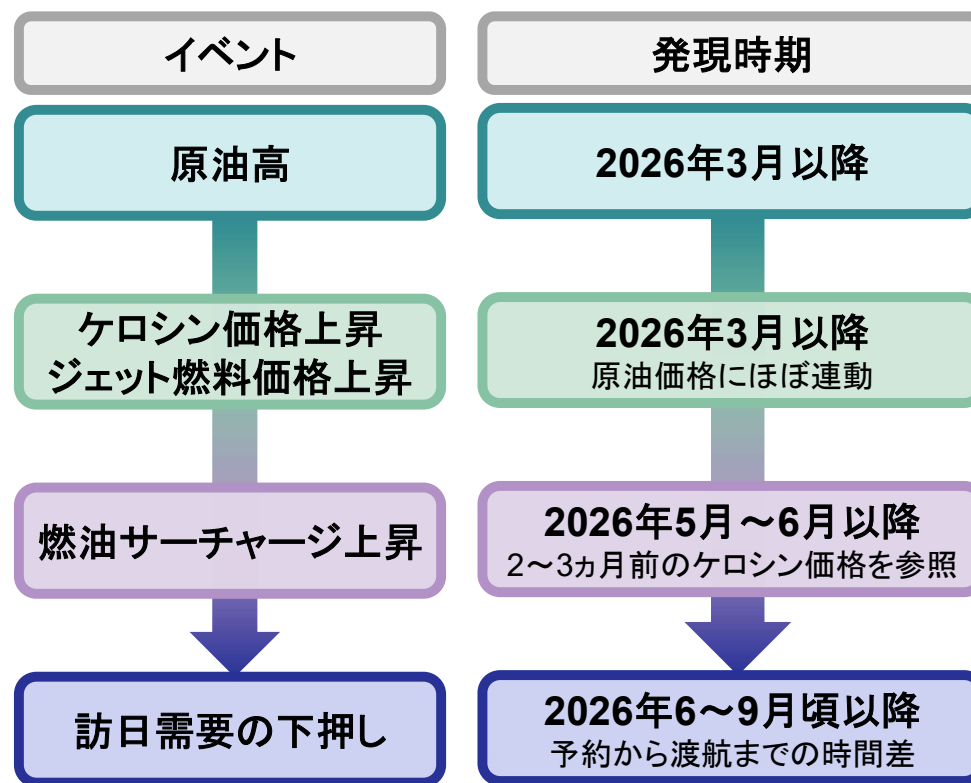 イベント
発現時期
原油高
2026年3月以降
ケロシン価格上昇
ジェット燃料価格上昇
2026年3月以降
原油価格にほぼ連動
燃油サーチャージ上昇
2026年5月～6月以降
2～3ヵ月前のケロシン価格を参照
訪日需要の下押し
2026年6～9月頃以降
予約から渡航までの時間差